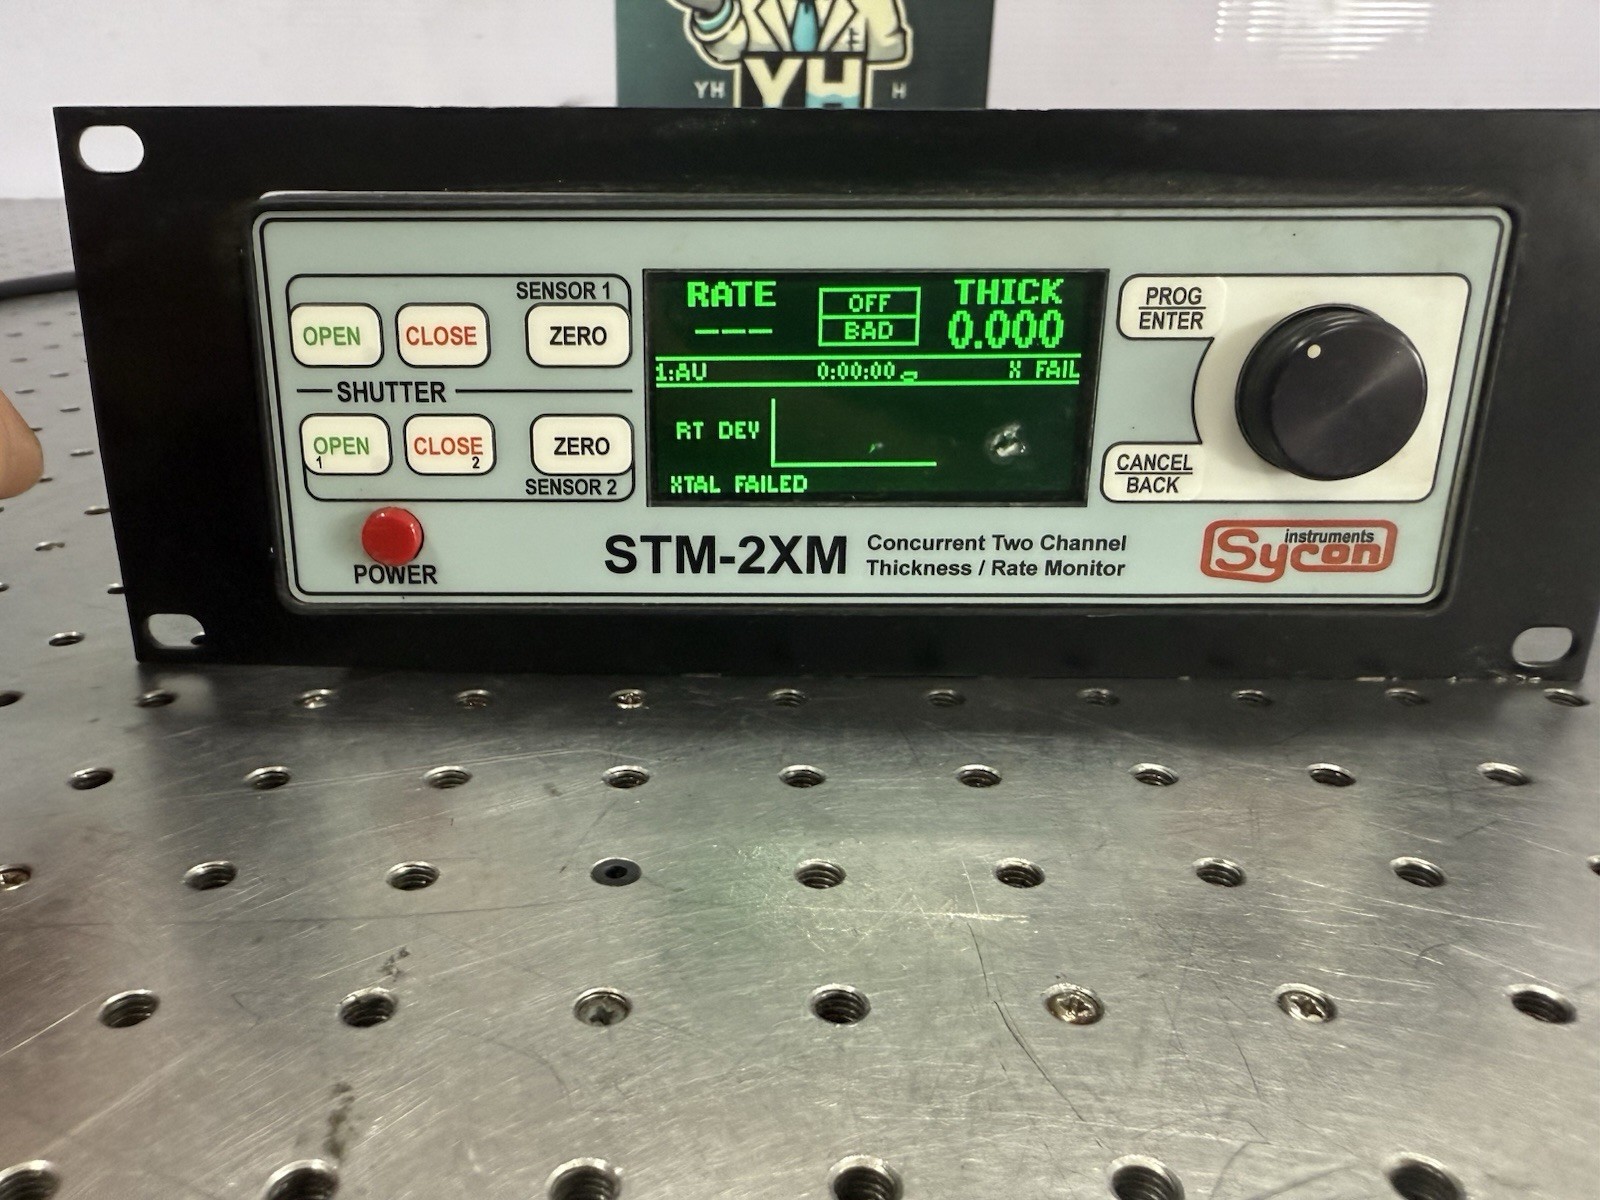 YH
YH
H
SENSOR 1
OPEN
CLOSE
ZERO
SHUTTER
OPEN
1
CLOSE
2
ZERO
SENSOR 2
POWER
RATE
---
OFF
BAD
THICK
0.000
1:AU
0:00:00
X FAIL
RT DEV
XTAL FAILED
PROG
ENTER
CANCEL
BACK
STM-2XM
Concurrent Two Channel
Thickness / Rate Monitor
instruments
Sycon